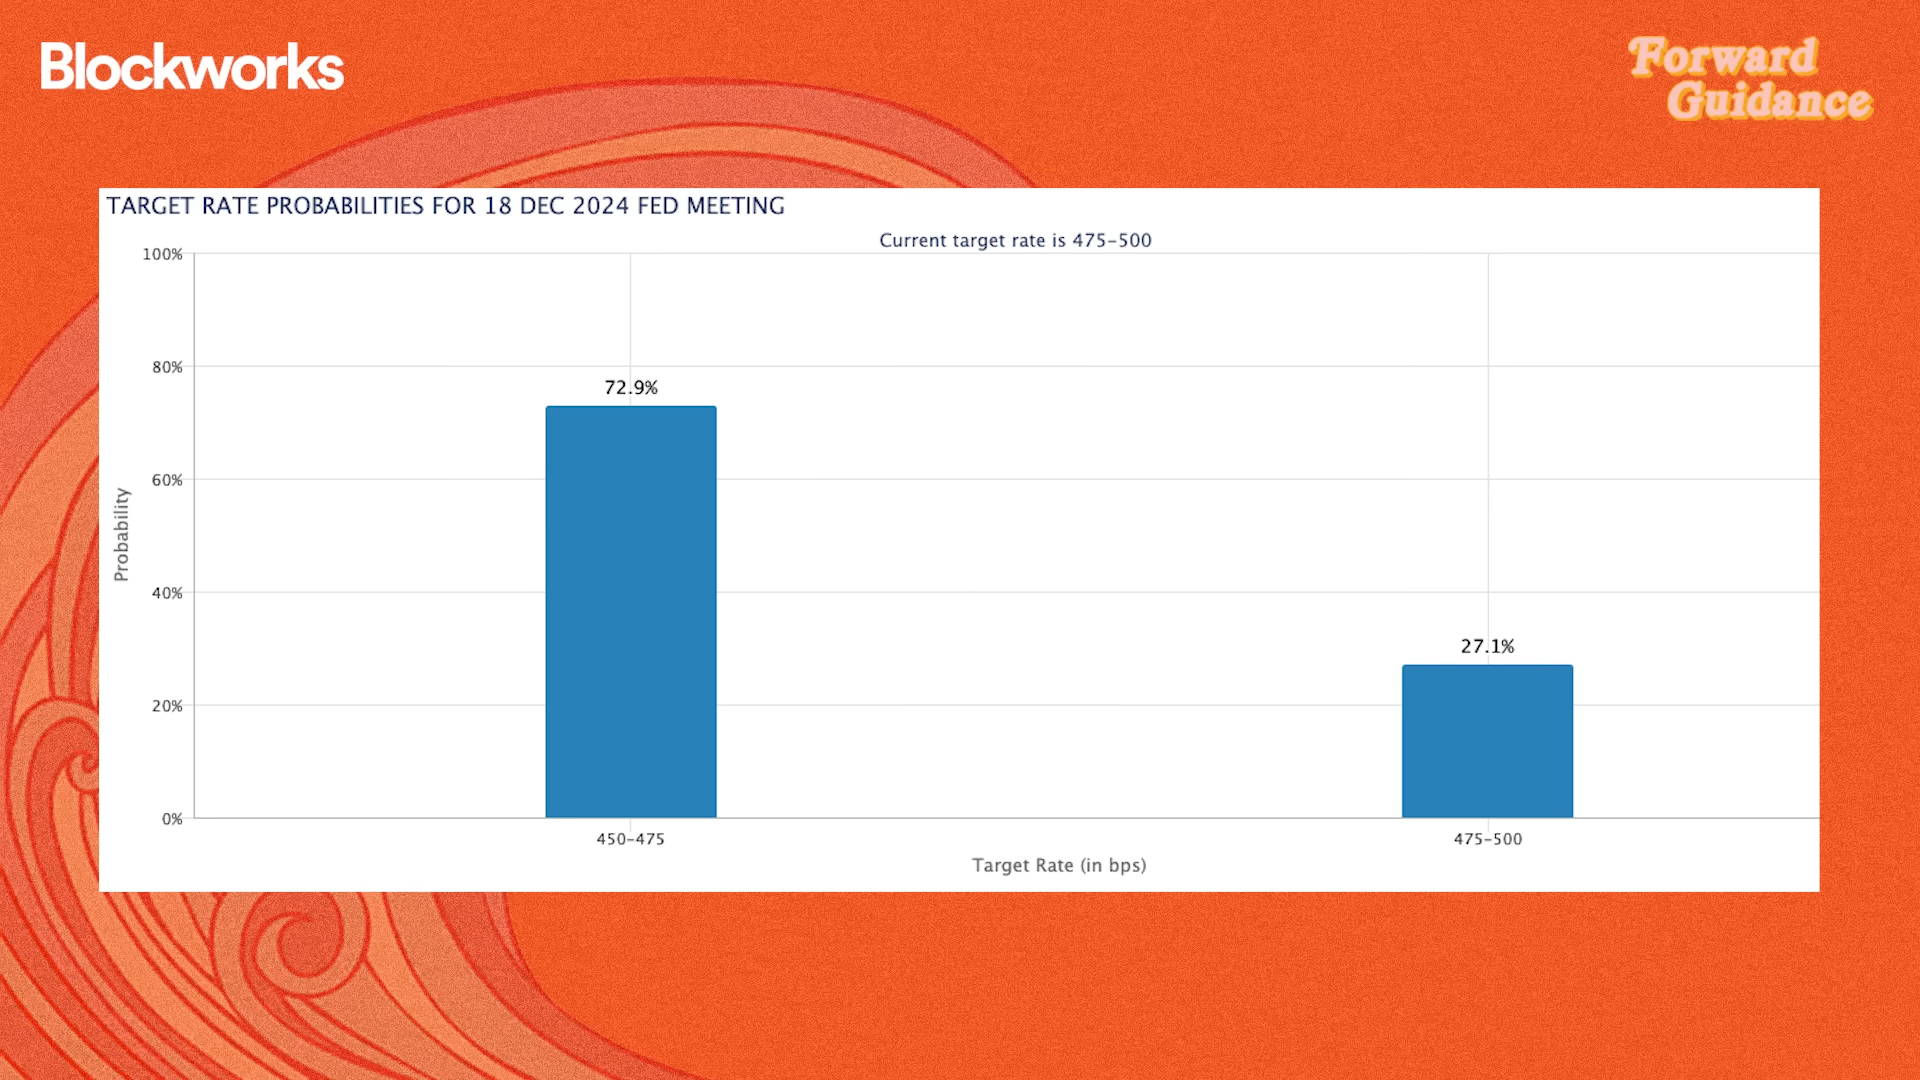 Blockworks
Forward
Guidance
TARGET RATE PROBABILITIES FOR 18 DEC 2024 FED MEETING
Current target rate is 475–500
100%
80%
60%
40%
20%
0%
Probability
72.9%
27.1%
450–475
475–500
Target Rate (in bps)